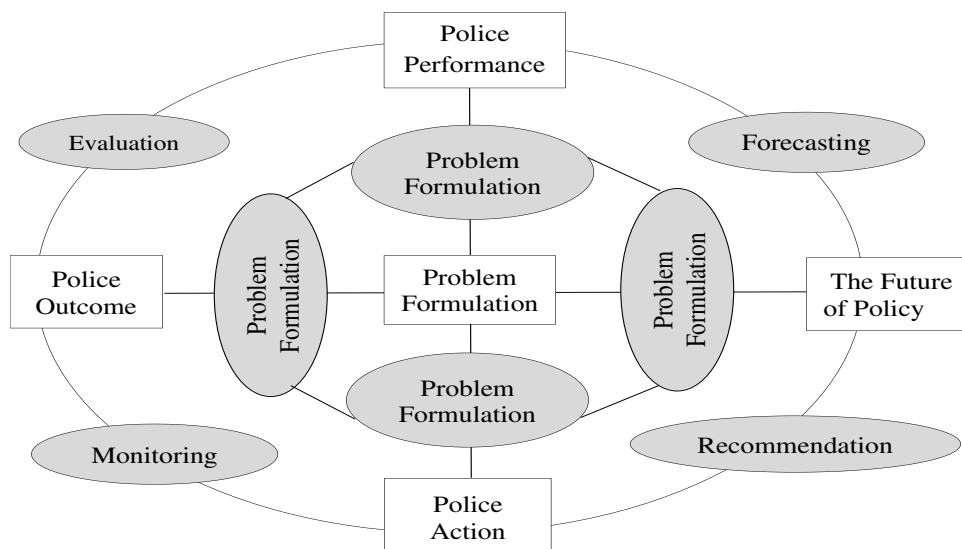 Police
Performance
Evaluation
Forecasting
Problem
Formulation
Problem
Formulation
Problem
Formulation
Problem
Formulation
Police
Outcome
The Future
of Policy
Problem
Formulation
Monitoring
Recommendation
Police
Action